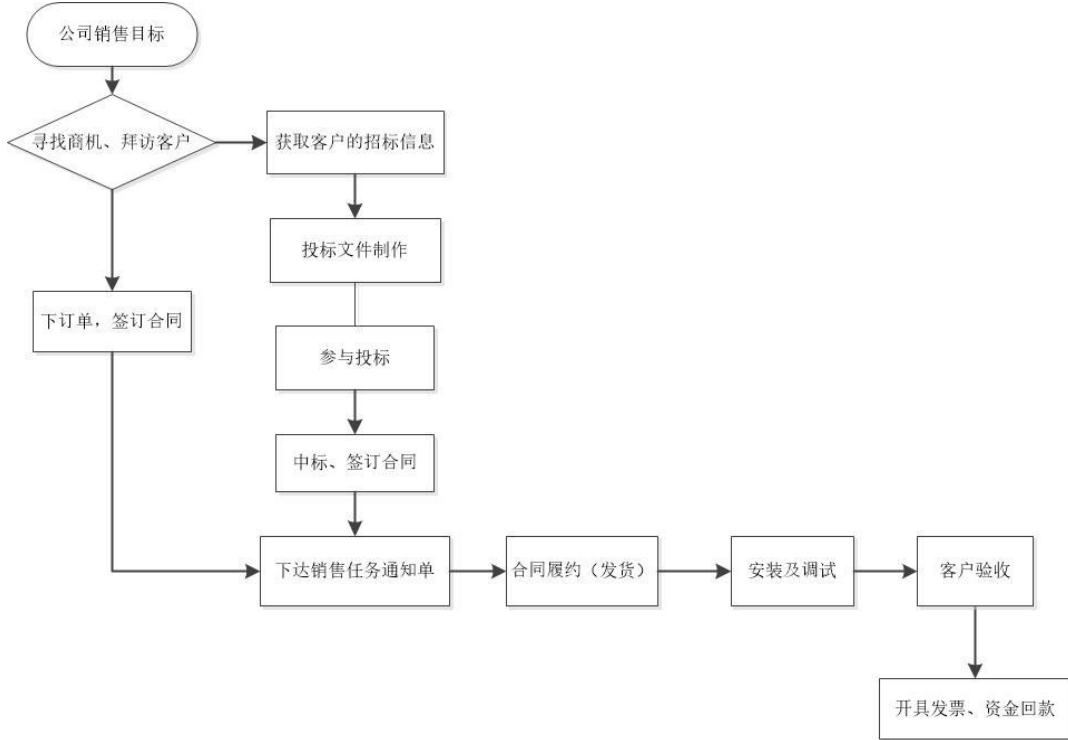 公司销售目标
寻找商机、拜访客户
获取客户的招标信息
投标文件制作
下订单，签订合同
参与投标
中标、签订合同
下达销售任务通知单
合同履约（发货）
安装及调试
客户验收
开具发票、资金回款